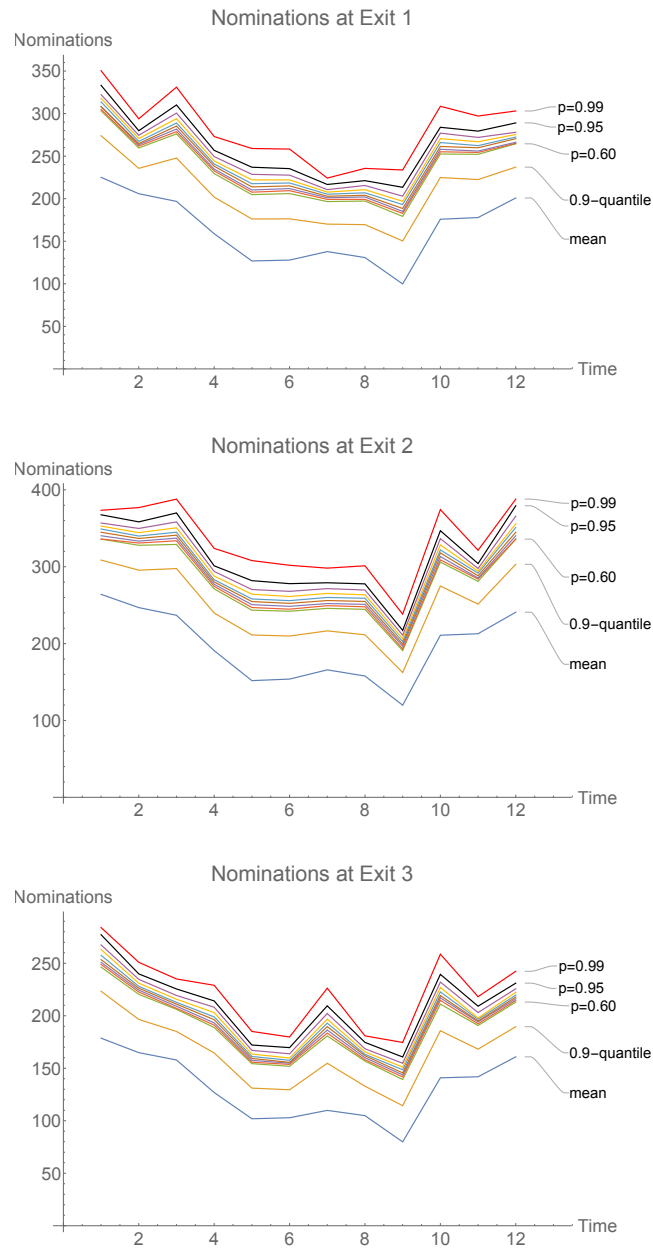 Nominations at Exit 1
Nominations
350
300
250
200
150
100
50
2 4 6 8 10 12
Time
p=0.99
p=0.95
p=0.60
0.9-quantile
mean
Nominations at Exit 2
Nominations
400
300
200
100
2 4 6 8 10 12
Time
p=0.99
p=0.95
p=0.60
0.9-quantile
mean
Nominations at Exit 3
Nominations
250
200
150
100
50
2 4 6 8 10 12
Time
p=0.99
p=0.95
p=0.60
0.9-quantile
mean